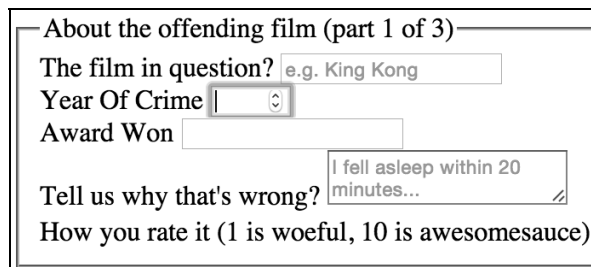 About the offending film (part 1 of 3)
The film in question? e.g. King Kong
Year Of Crime
Award Won
I fell asleep within 20
Tell us why that's wrong? minutes...
How you rate it (1 is woeful, 10 is awesomesauce)